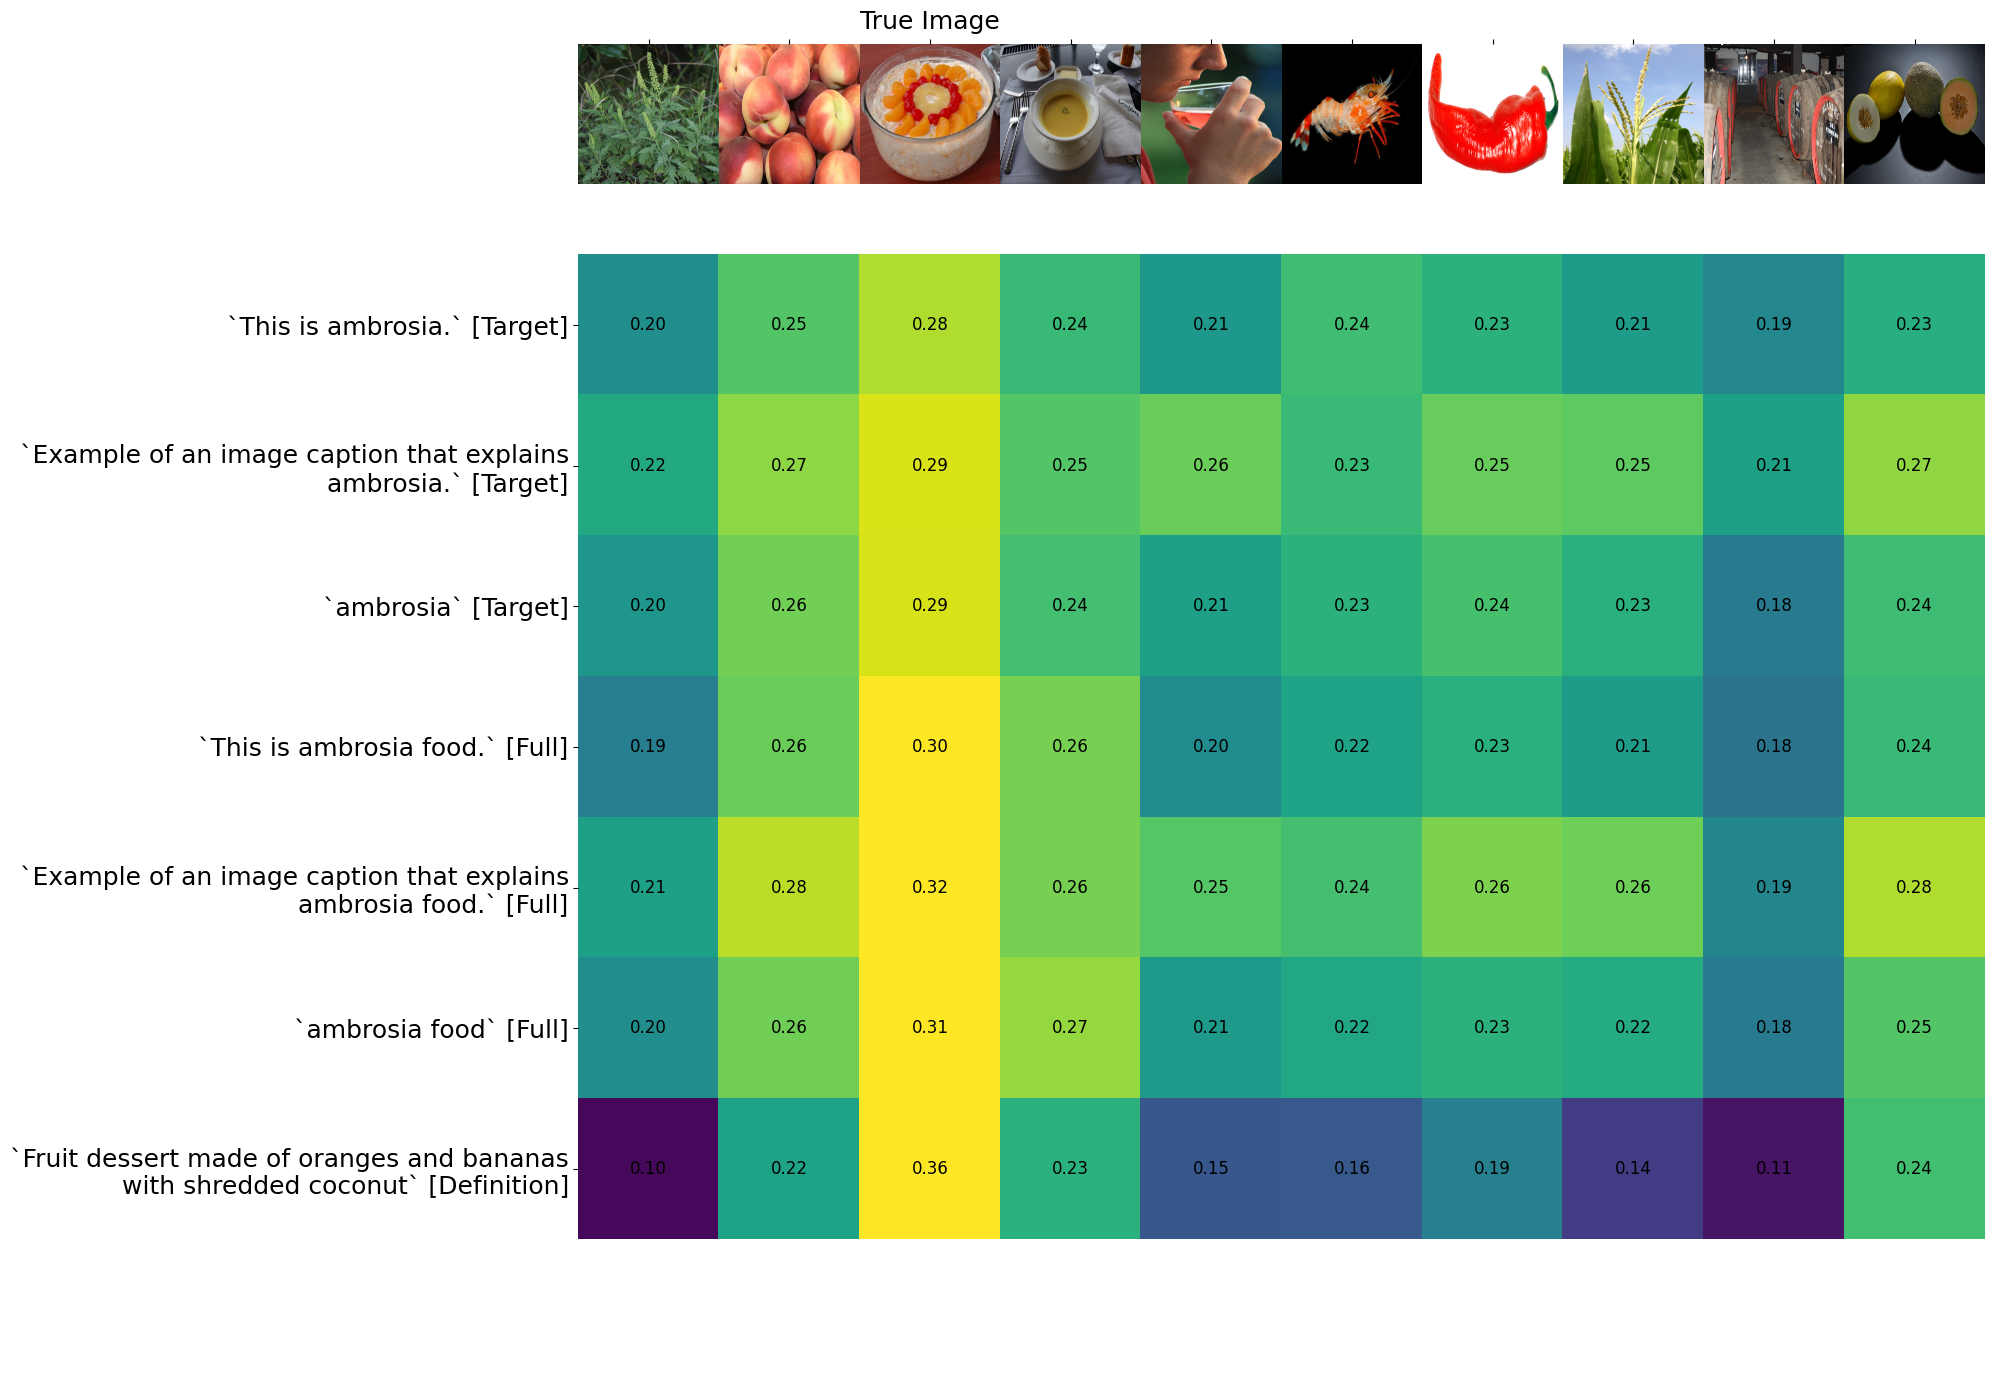 True Image
`This is ambrosia.` [Target]
0.20 0.25 0.28 0.24 0.21 0.24 0.23 0.21 0.19 0.23
`Example of an image caption that explains
ambrosia.` [Target]
0.22 0.27 0.29 0.25 0.26 0.23 0.25 0.25 0.21 0.27
`ambrosia` [Target]
0.20 0.26 0.29 0.24 0.21 0.23 0.24 0.23 0.18 0.24
`This is ambrosia food.` [Full]
0.19 0.26 0.30 0.26 0.20 0.22 0.23 0.21 0.18 0.24
`Example of an image caption that explains
ambrosia food.` [Full]
0.21 0.28 0.32 0.26 0.25 0.24 0.26 0.26 0.19 0.28
`ambrosia food` [Full]
0.20 0.26 0.31 0.27 0.21 0.22 0.23 0.22 0.18 0.25
`Fruit dessert made of oranges and bananas
with shredded coconut` [Definition]
0.10 0.22 0.36 0.23 0.15 0.16 0.19 0.14 0.11 0.24